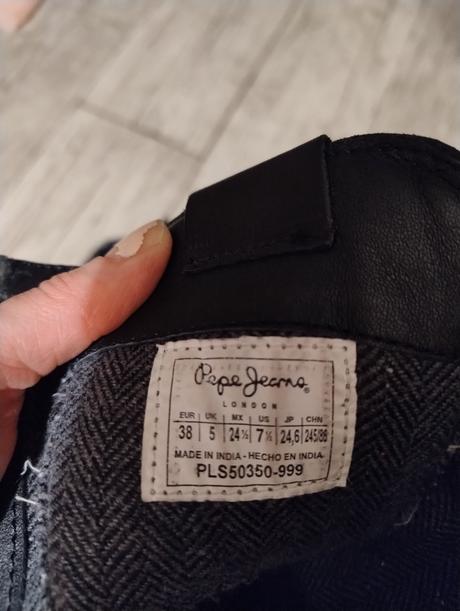 Pepe Jeans
LONDON
EUR UK MX US JP CHN
38 5 24½ 7½ 24,6 245/86
MADE IN INDIA - HECHO EN INDIA
PLS50350-999